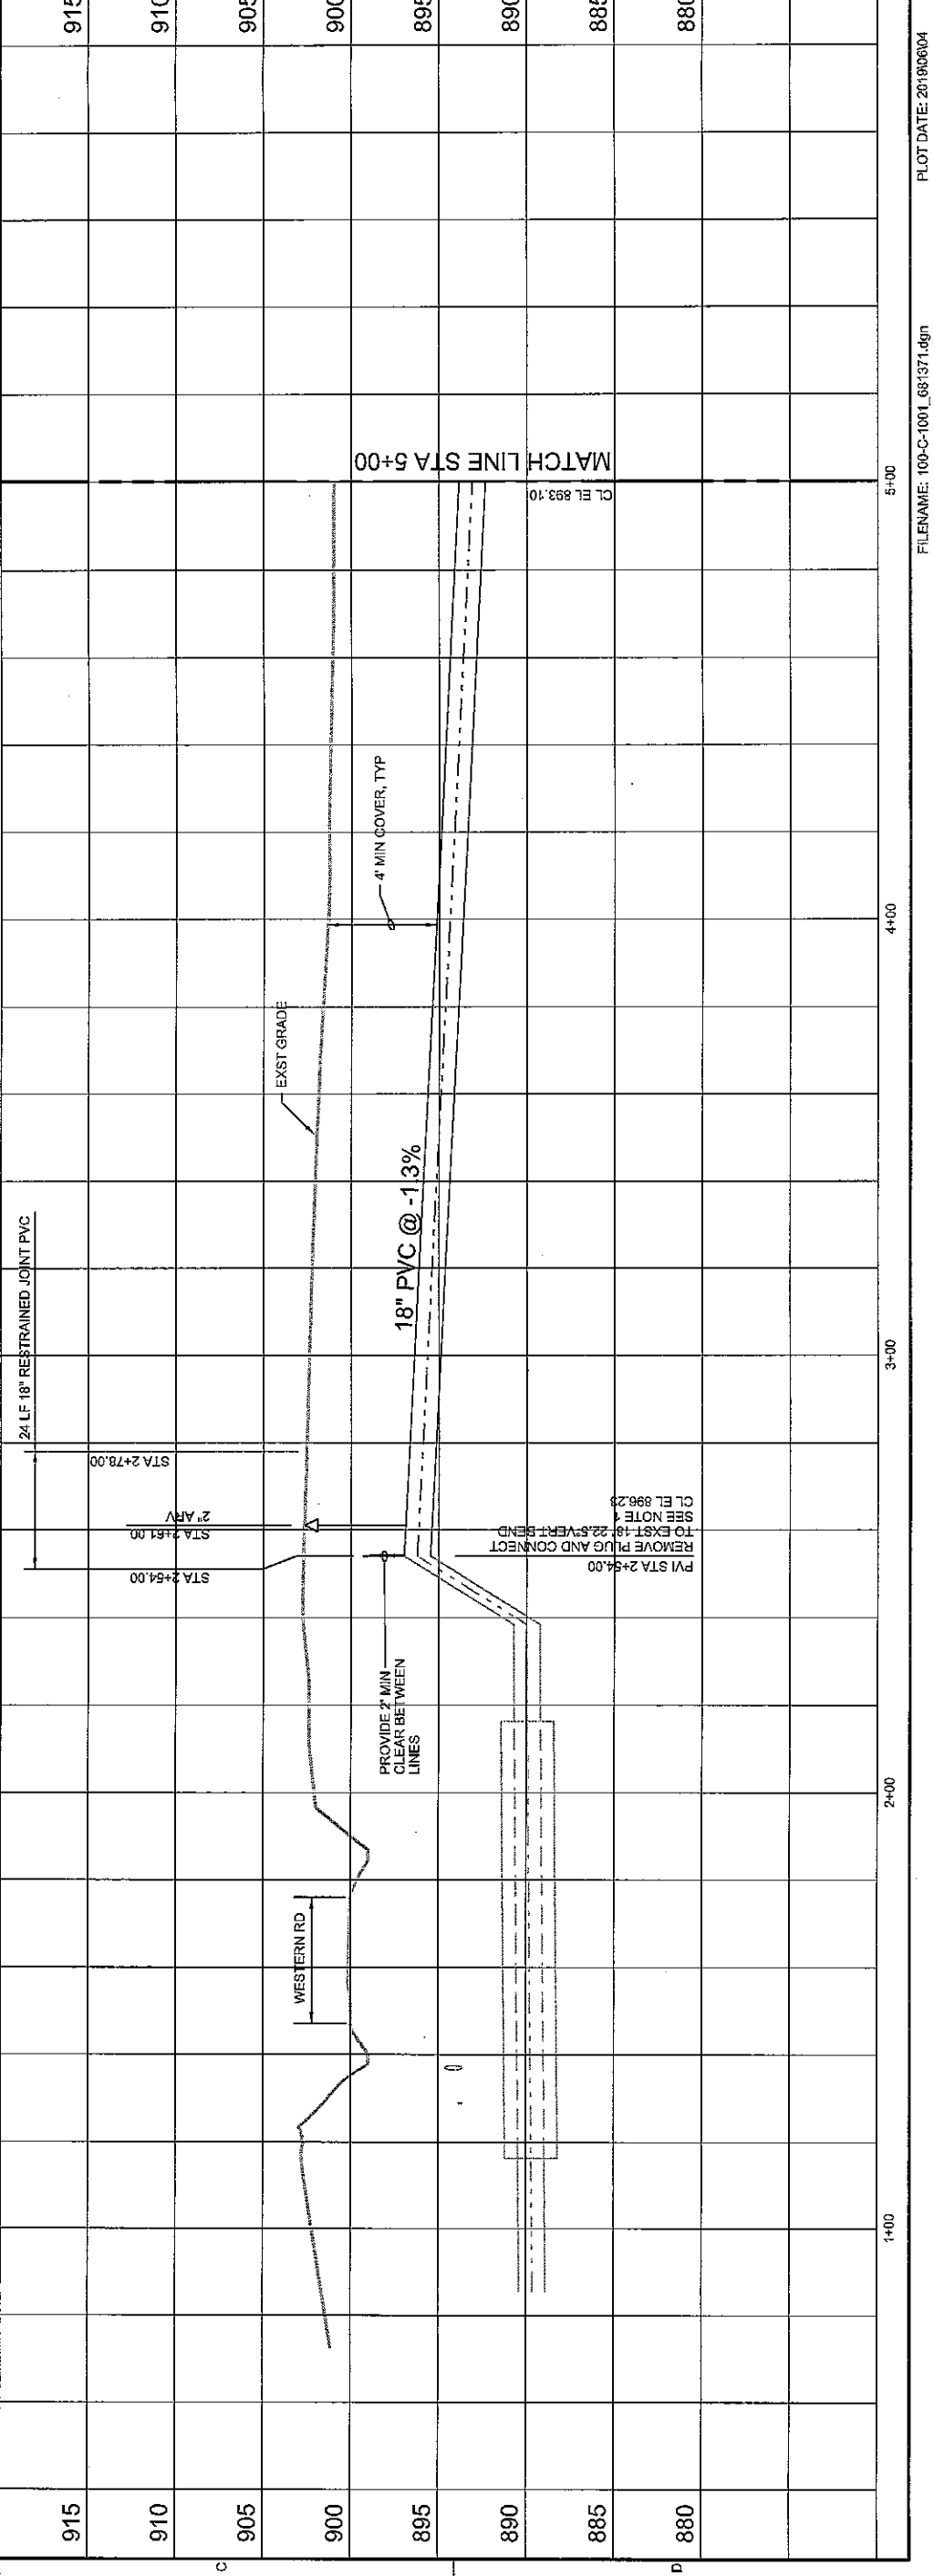 915
910
905
900
895
890
885
880
C
D
24 LF 18" RESTRAINED JOINT PVC
STA 2+54.00
STA 2+61.00
2" ARV
STA 2+78.00
EXST GRADE
4' MIN COVER, TYP
WESTERN RD
PROVIDE 2' MIN
CLEAR BETWEEN
LINES
18" PVC @ -1.3%
PVI STA 2+54.00
REMOVE PLUG AND CONNECT
TO EXST 18" 22.5° VERT BEND
SEE NOTE 1
CL EL 896.23
MATCH LINE STA 5+00
CL EL 893.10
1+00
2+00
3+00
4+00
5+00
915
910
905
900
895
890
885
880
FILENAME: 100-C-1001_681371.dgn
PLOT DATE: 2019\06\04